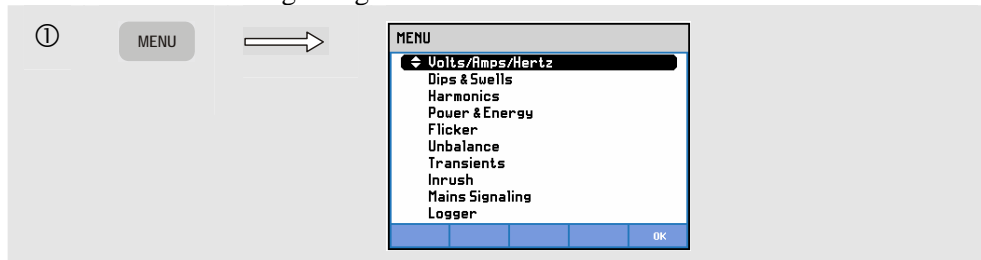 ①
MENU
MENU
Volts/Amps/Hertz
Dips & Swells
Harmonics
Power & Energy
Flicker
Unbalance
Transients
Inrush
Mains Signaling
Logger
OK